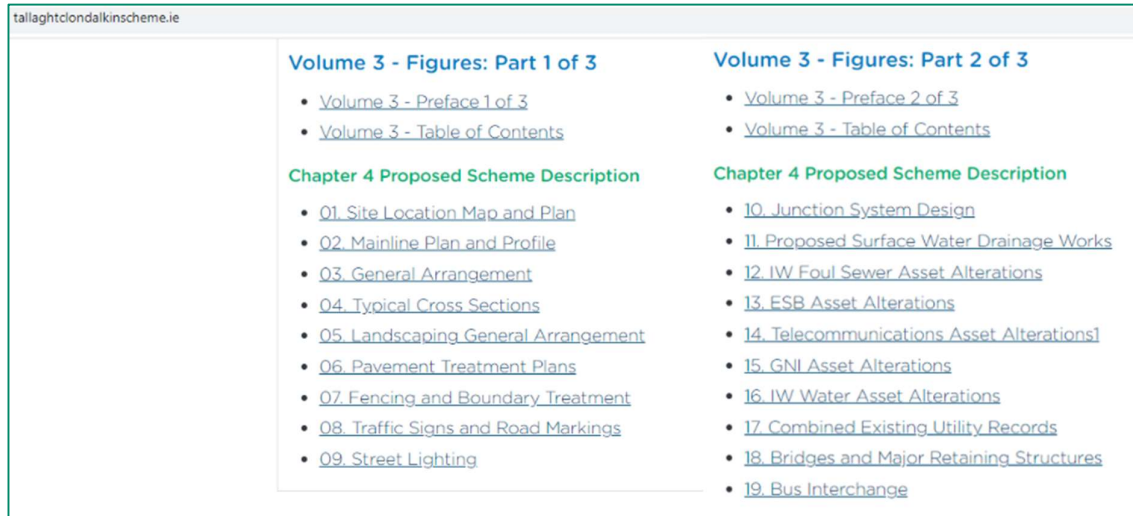 tallaghtclondalkinscheme.ie
Volume 3 - Figures: Part 1 of 3
Volume 3 - Preface 1 of 3
Volume 3 - Table of Contents
Chapter 4 Proposed Scheme Description
01. Site Location Map and Plan
02. Mainline Plan and Profile
03. General Arrangement
04. Typical Cross Sections
05. Landscaping General Arrangement
06. Pavement Treatment Plans
07. Fencing and Boundary Treatment
08. Traffic Signs and Road Markings
09. Street Lighting
Volume 3 - Figures: Part 2 of 3
Volume 3 - Preface 2 of 3
Volume 3 - Table of Contents
Chapter 4 Proposed Scheme Description
10. Junction System Design
11. Proposed Surface Water Drainage Works
12. IW Foul Sewer Asset Alterations
13. ESB Asset Alterations
14. Telecommunications Asset Alterations1
15. GNI Asset Alterations
16. IW Water Asset Alterations
17. Combined Existing Utility Records
18. Bridges and Major Retaining Structures
19. Bus Interchange